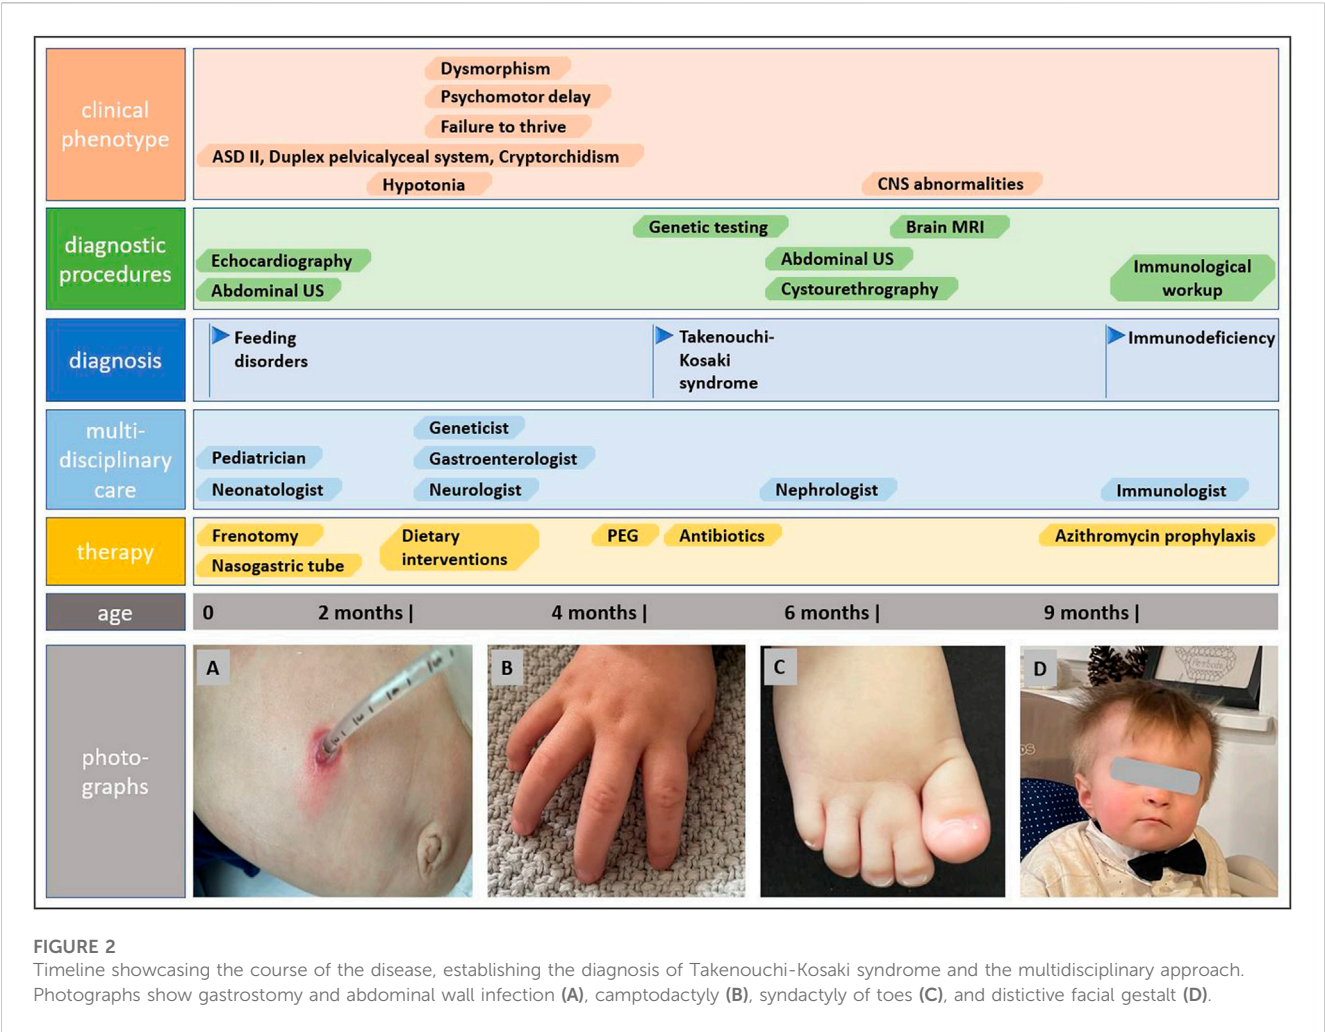 clinical
phenotype
Dysmorphism
Psychomotor delay
Failure to thrive
ASD II, Duplex pelvicalyceal system, Cryptorchidism
Hypotonia
CNS abnormalities
diagnostic
procedures
Genetic testing
Brain MRI
Echocardiography
Abdominal US
Abdominal US
Cystourethrography
Immunological
workup
diagnosis
Feeding
disorders
Takenouchi-
Kosaki
syndrome
Immunodeficiency
multi-
disciplinary
care
Geneticist
Pediatrician
Gastroenterologist
Neonatologist
Neurologist
Nephrologist
Immunologist
therapy
Frenotomy
Nasogastric tube
Dietary
interventions
PEG
Antibiotics
Azithromycin prophylaxis
age
0 2 months | 4 months | 6 months | 9 months |
photo-
graphs
A
B
C
D
FIGURE 2
Timeline showcasing the course of the disease, establishing the diagnosis of Takenouchi-Kosaki syndrome and the multidisciplinary approach.
Photographs show gastrostomy and abdominal wall infection (A), camptodactyly (B), syndactyly of toes (C), and distictive facial gestalt (D).